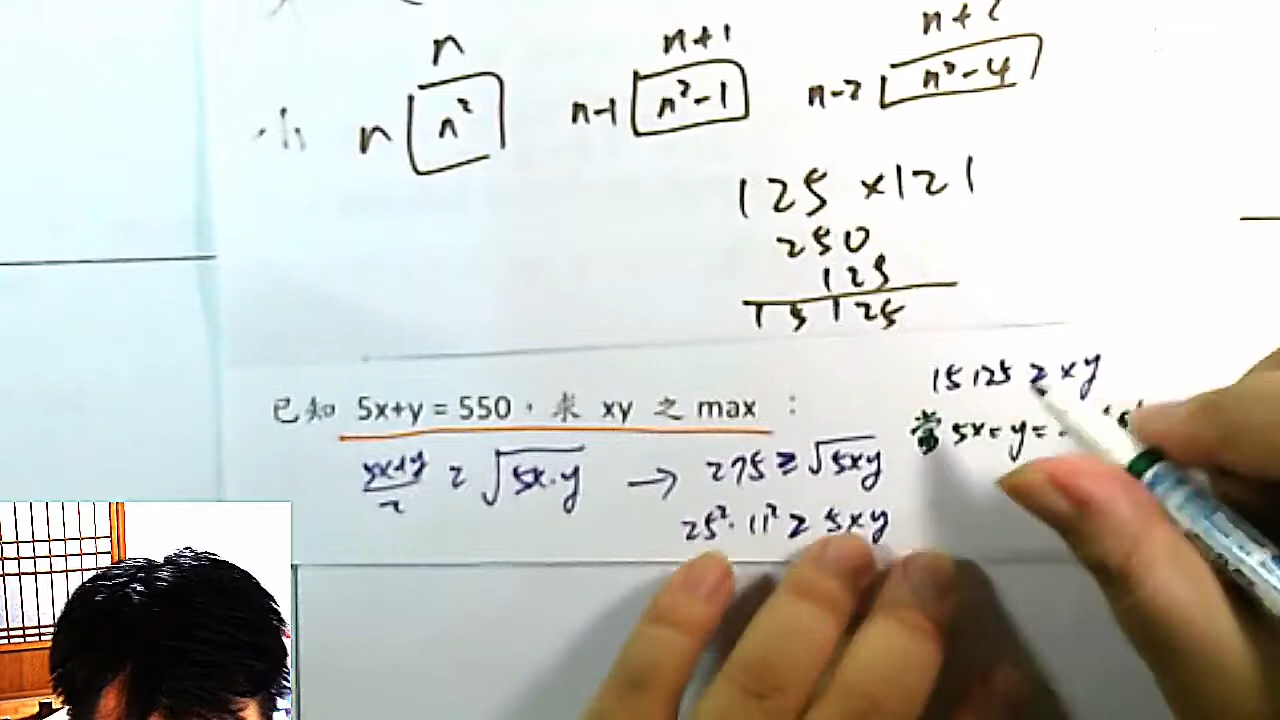 n n+1 n+2
n n² n-1 n²-1 n-2 n²-4
125 ×121
250
125
15125
15125 ≥ xy
已知 5x+y = 550，求 xy 之 max ：
當 5x = y =
5x+y/2 ≥ √5x·y → 275 ≥ √5xy
25²·11² ≥ 5xy